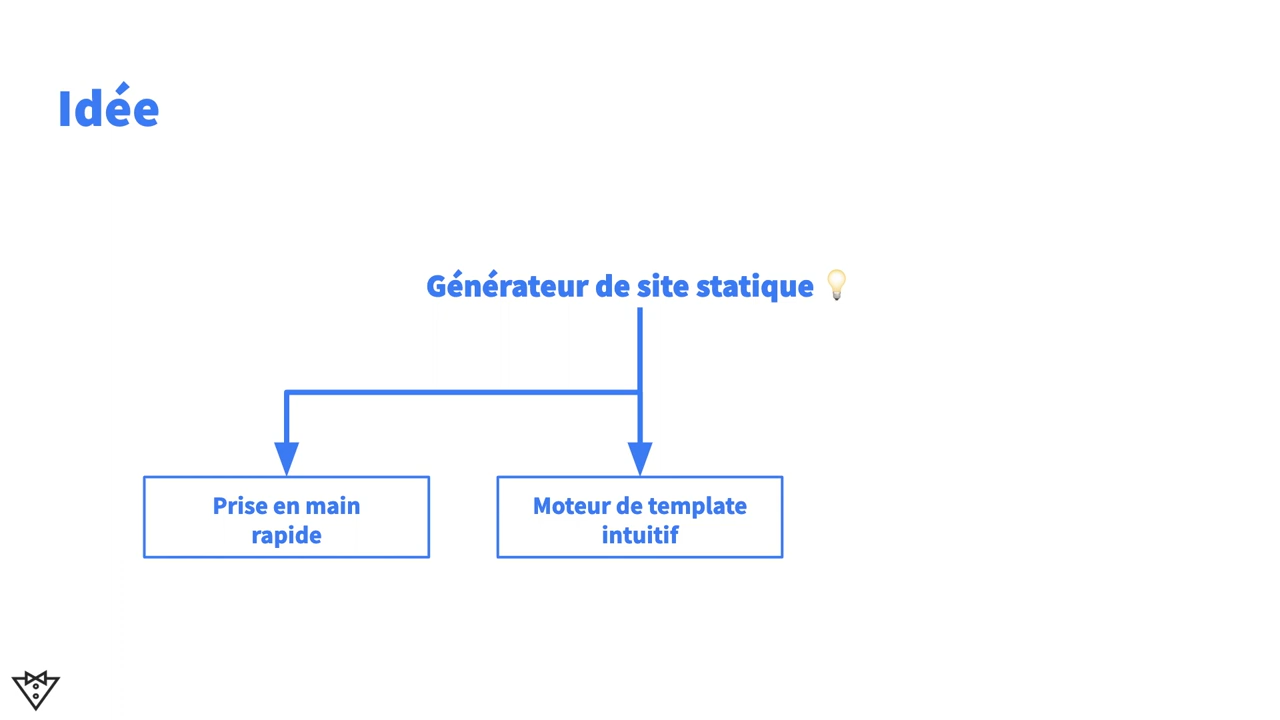 Idée
Générateur de site statique 💡
Prise en main
rapide
Moteur de template
intuitif